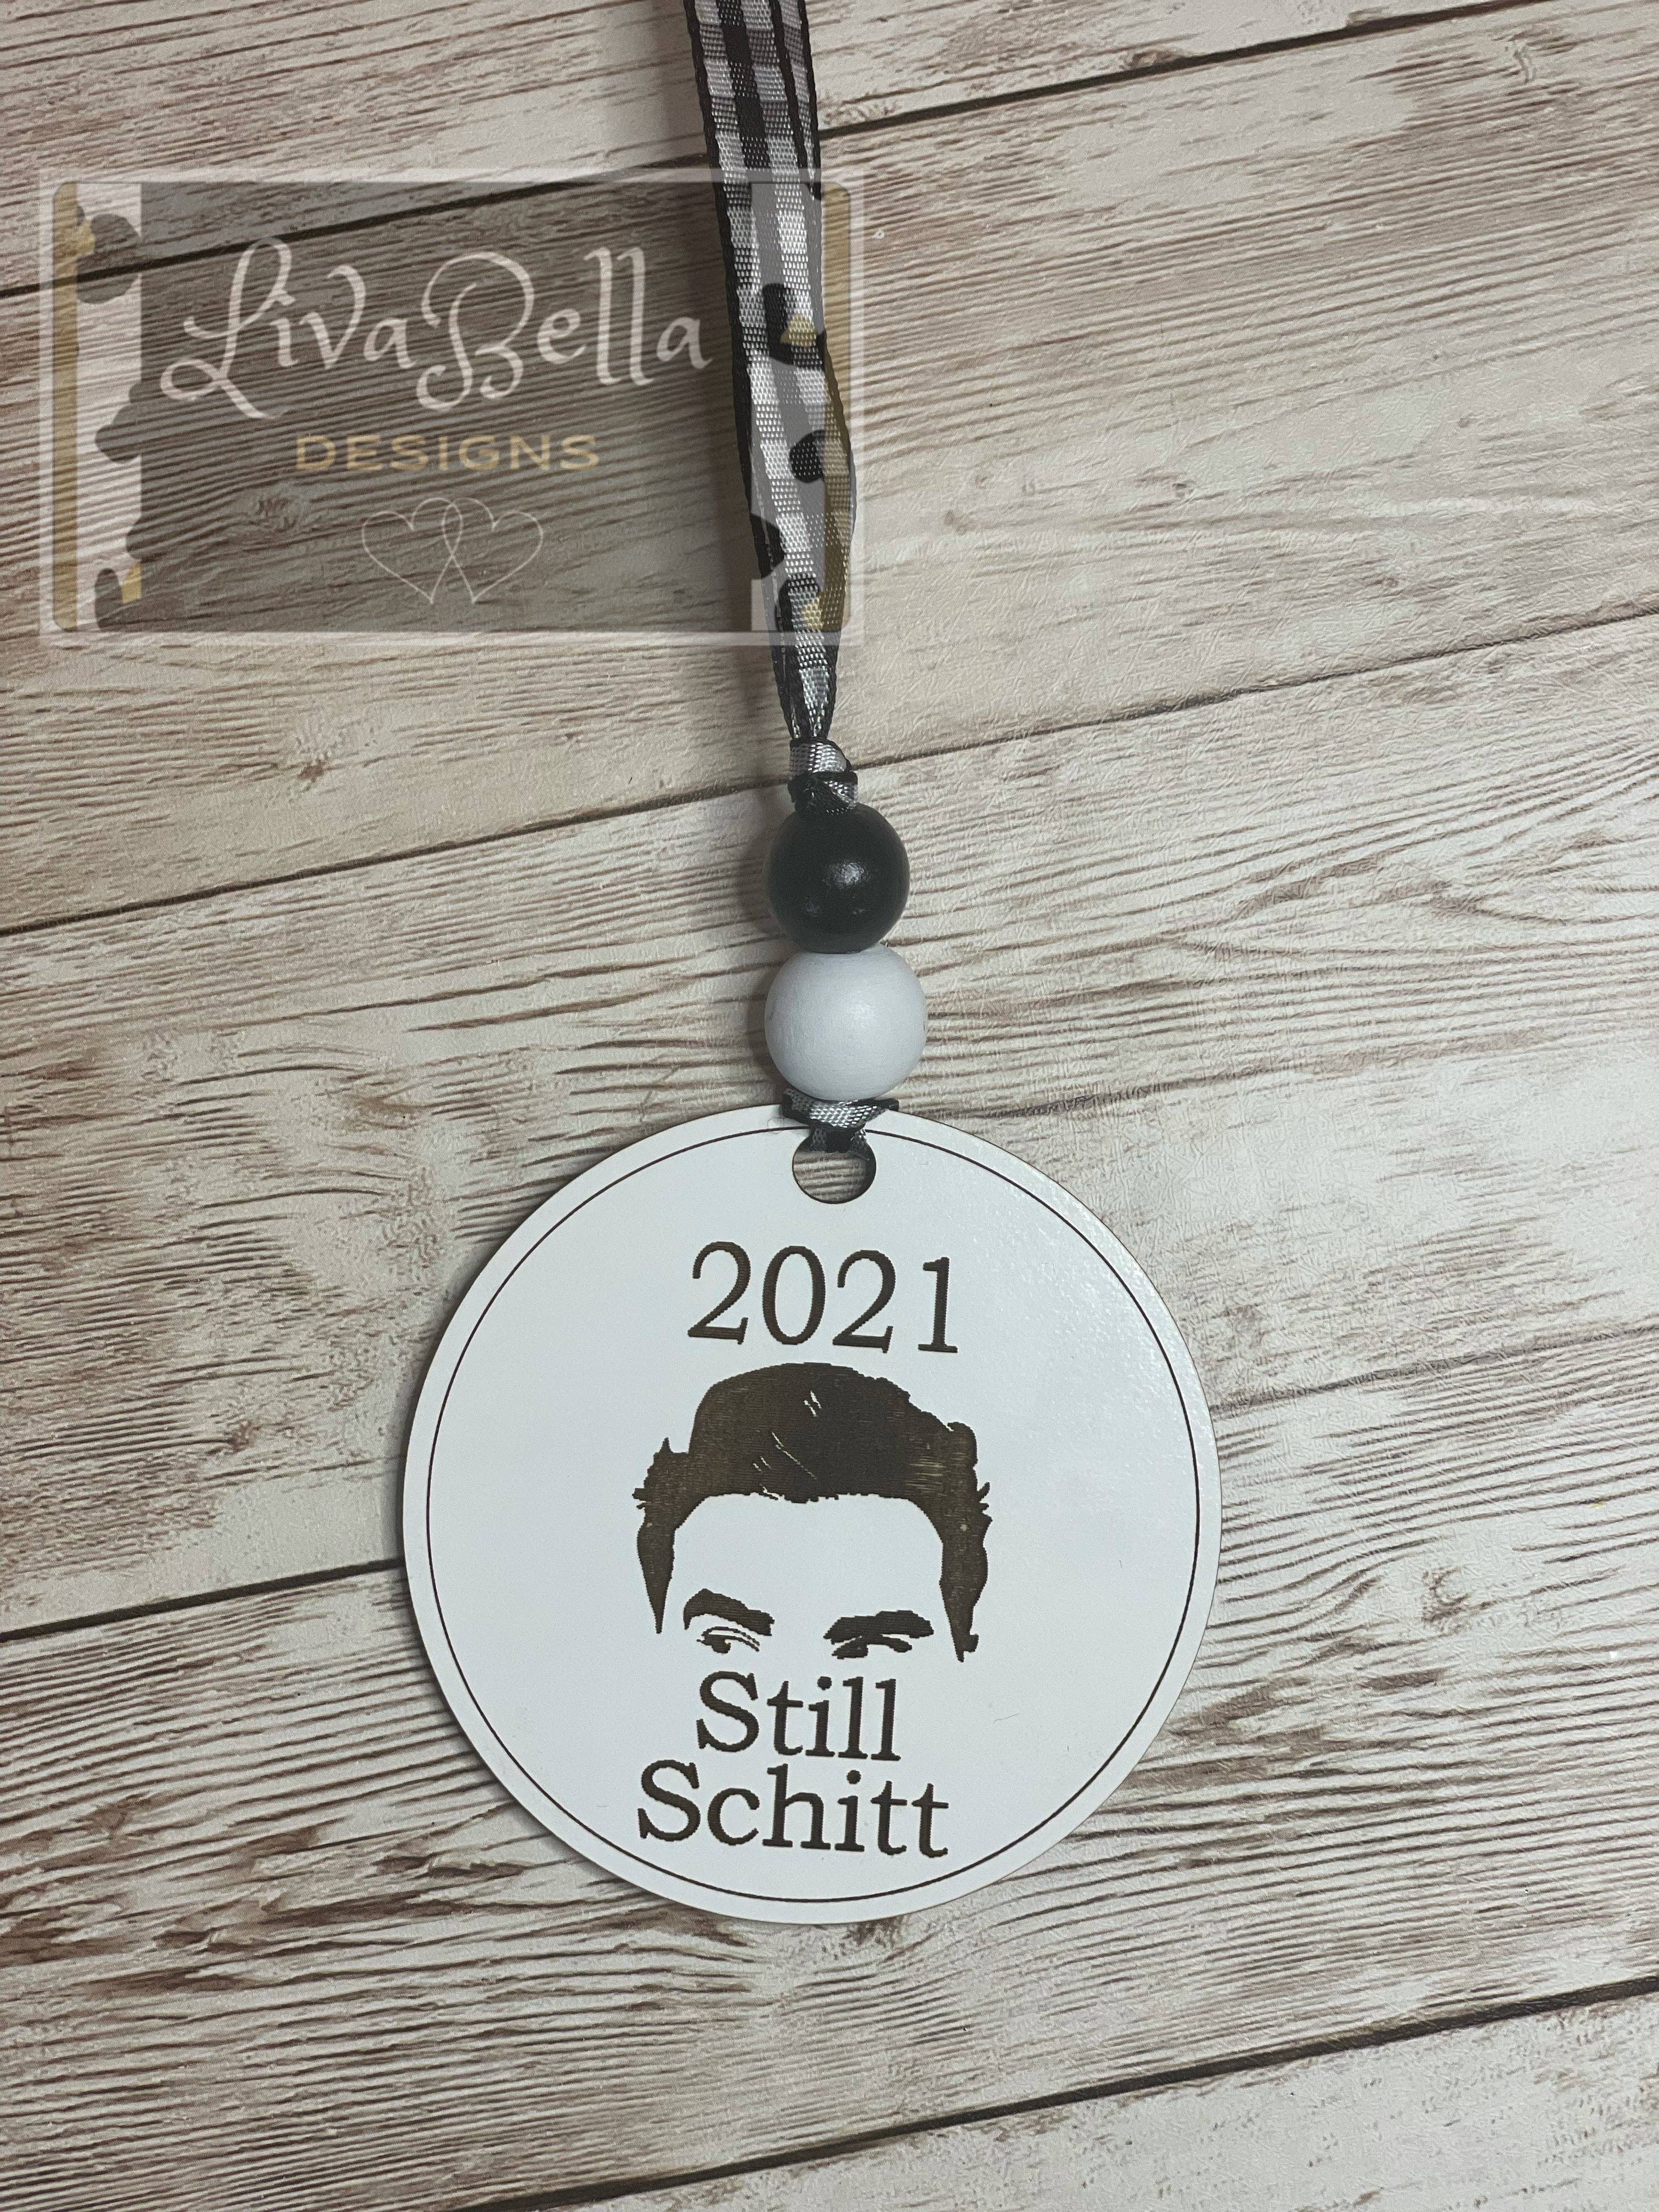 LivaBella
DESIGNS
2021
Still
Schitt